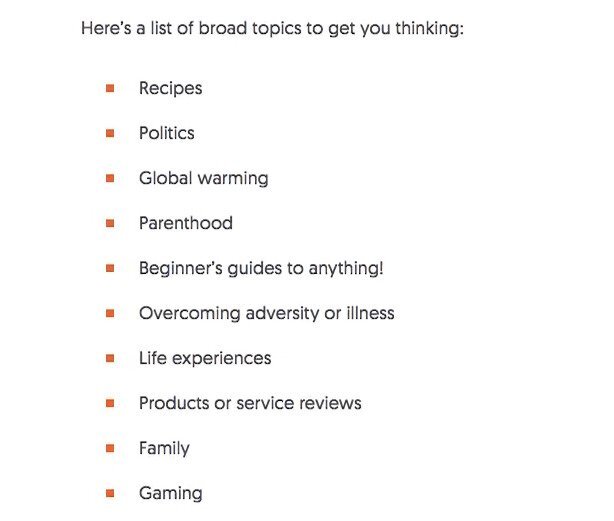 Here’s a list of broad topics to get you thinking:
Recipes
Politics
Global warming
Parenthood
Beginner’s guides to anything!
Overcoming adversity or illness
Life experiences
Products or service reviews
Family
Gaming